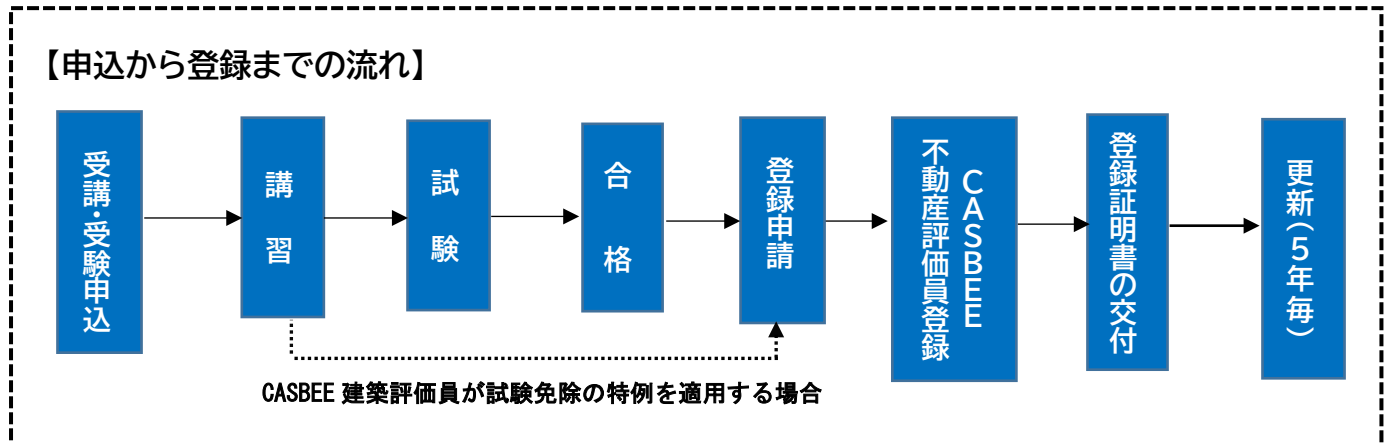 【申込から登録までの流れ】
受講・受験申込
講習
試験
合格
登録申請
CASBEE
不動産評価員登録
登録証明書の交付
更新(5年毎)
CASBEE 建築評価員が試験免除の特例を適用する場合